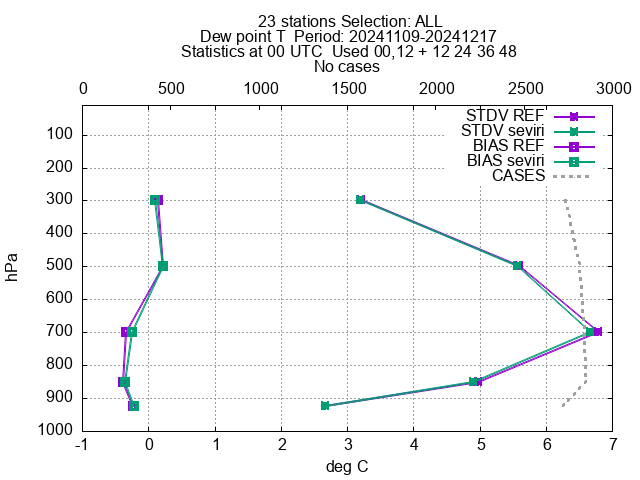 23 stations Selection: ALL
Dew point T  Period: 20241109-20241217
Statistics at 00 UTC  Used 00,12 + 12 24 36 48
No cases
0 500 1000 1500 2000 2500 3000
STDV REF
STDV seviri
BIAS REF
BIAS seviri
CASES
100
200
300
400
500
600
700
800
900
1000
hPa
-1 0 1 2 3 4 5 6 7
deg C